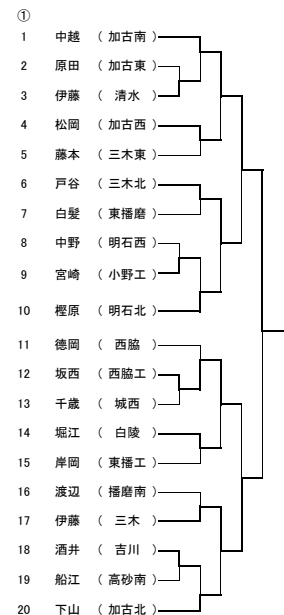 ①
1 中越 （ 加古南 ）
2 原田 （ 加古東 ）
3 伊藤 （ 清水 ）
4 松岡 （ 加古西 ）
5 藤本 （ 三木東 ）
6 戸谷 （ 三木北 ）
7 白髪 （ 東播磨 ）
8 中野 （ 明石西 ）
9 宮崎 （ 小野工 ）
10 樫原 （ 明石北 ）
11 徳岡 （ 西脇 ）
12 坂西 （ 西脇工 ）
13 千歳 （ 城西 ）
14 堀江 （ 白陵 ）
15 岸岡 （ 東播工 ）
16 渡辺 （ 播磨南 ）
17 伊藤 （ 三木 ）
18 酒井 （ 吉川 ）
19 船江 （ 高砂南 ）
20 下山 （ 加古北 ）